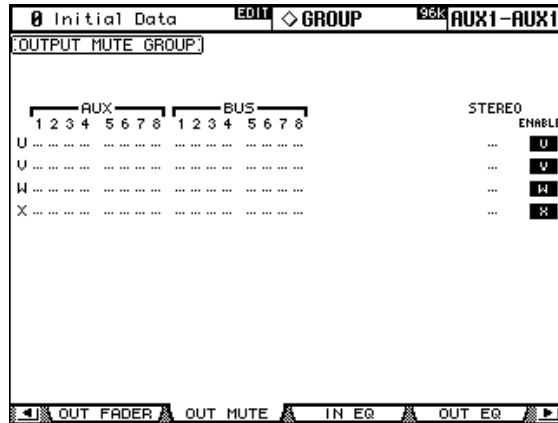 0 Initial Data EDIT ◇ GROUP 96K AUX1-AUX1
OUTPUT MUTE GROUP
AUX BUS STEREO
1 2 3 4 5 6 7 8 1 2 3 4 5 6 7 8 ENABLE
U ... ... ... ... ... ... ... ... ... ... ... ... ... ... ... ... ... U
V ... ... ... ... ... ... ... ... ... ... ... ... ... ... ... ... ... V
W ... ... ... ... ... ... ... ... ... ... ... ... ... ... ... ... ... W
X ... ... ... ... ... ... ... ... ... ... ... ... ... ... ... ... ... X
OUT FADER OUT MUTE IN EQ OUT EQ